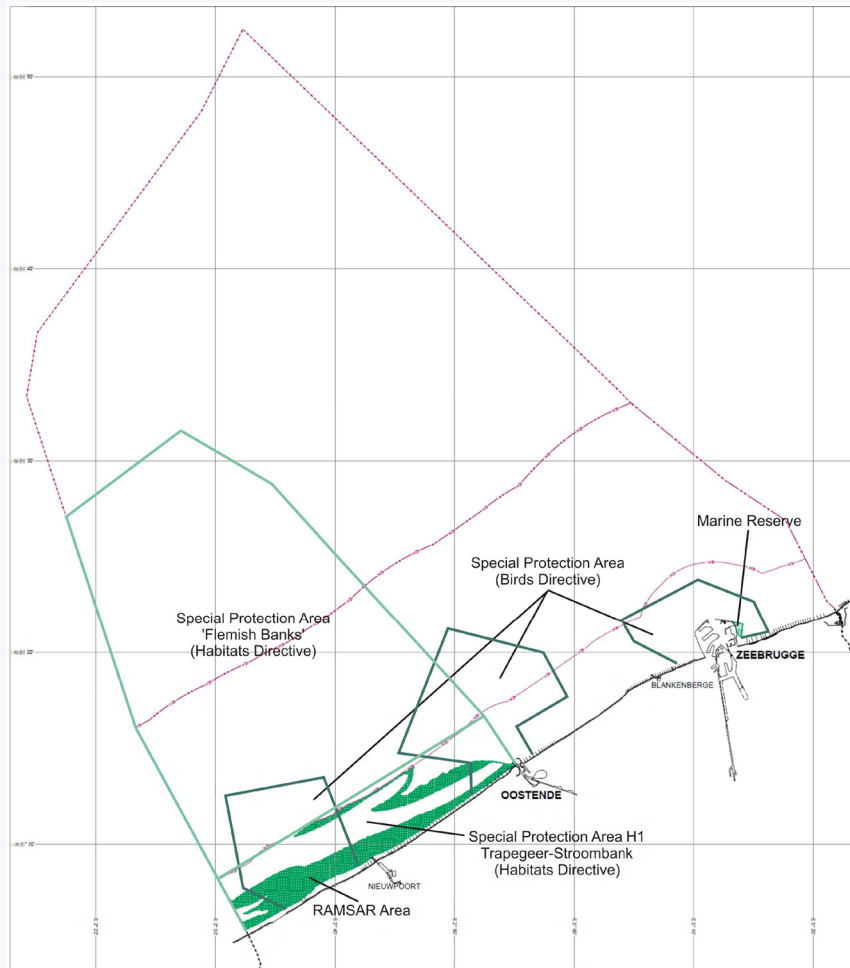 Marine Reserve
Special Protection Area
(Birds Directive)
Special Protection Area
'Flemish Banks'
(Habitats Directive)
ZEEBRUGGE
BLANKENBERGE
OOSTENDE
Special Protection Area H1
Trapegeer-Stroombank
(Habitats Directive)
NIEUWPOORT
RAMSAR Area